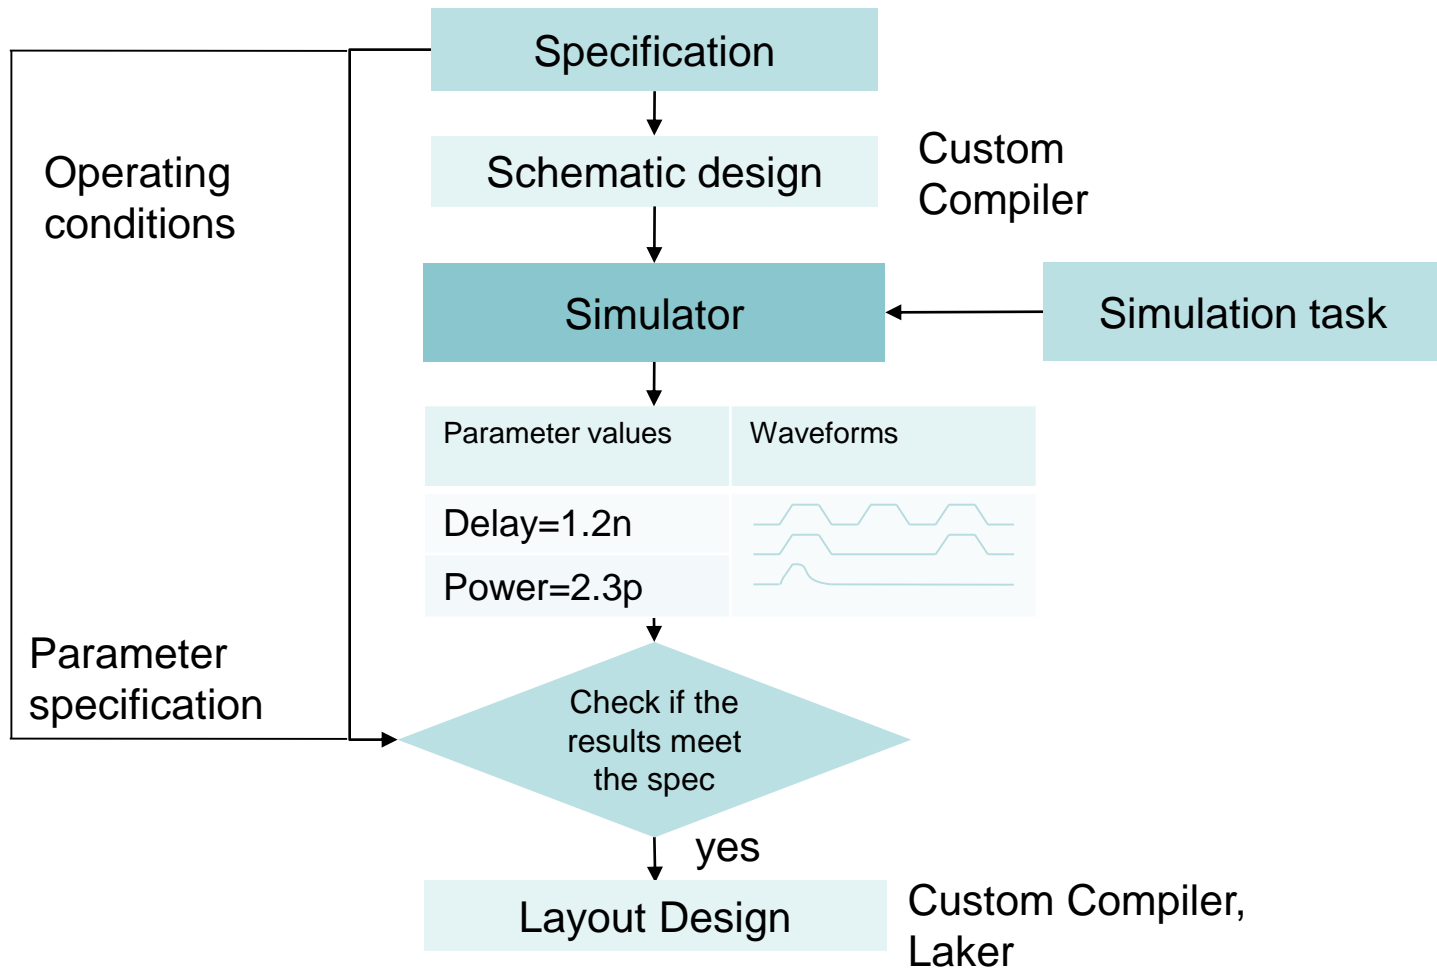 Specification
Operating
conditions
Schematic design
Custom
Compiler
Simulator
Simulation task
Parameter values
Waveforms
Delay=1.2n
Power=2.3p
Parameter
specification
Check if the
results meet
the spec
yes
Layout Design
Custom Compiler,
Laker